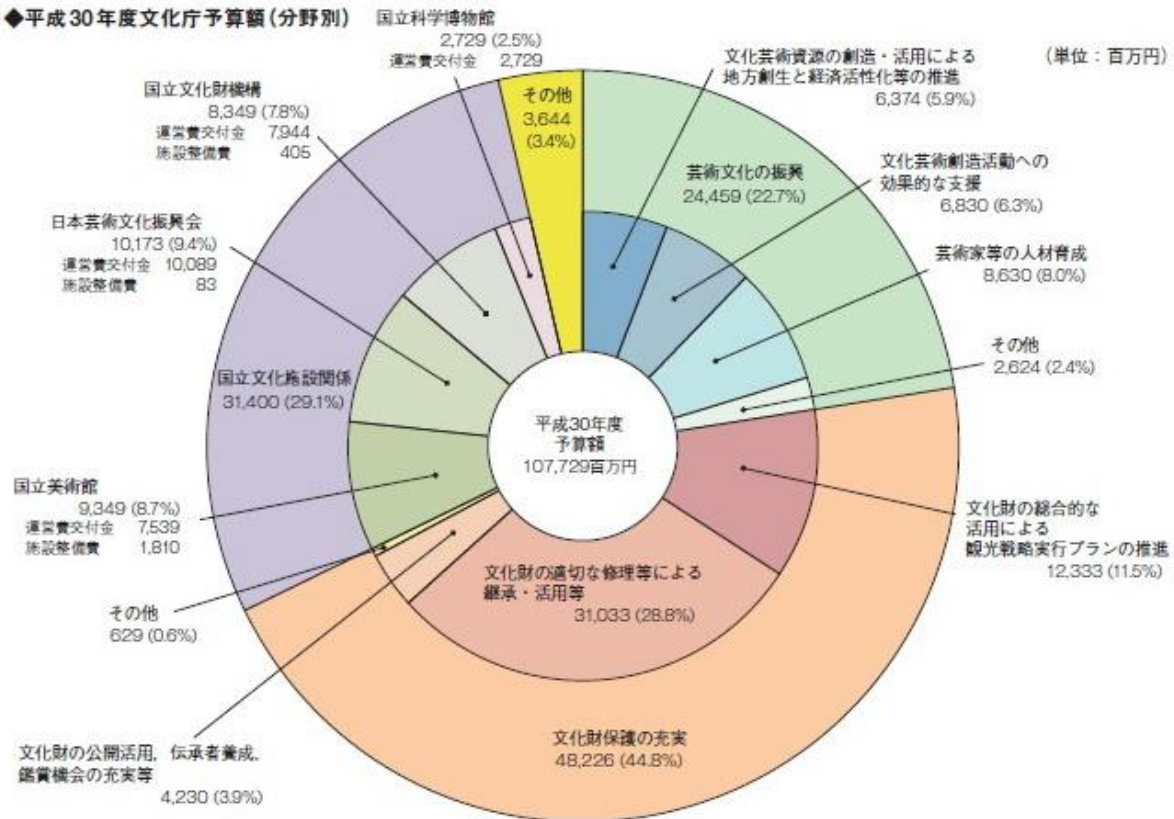 ◆平成30年度文化庁予算額(分野別)
(単位:百万円)
国立科学博物館
2,729 (2.5%)
運営費交付金 2,729
国立文化財機構
8,349 (7.8%)
運営費交付金 7,944
施設整備費 405
日本芸術文化振興会
10,173 (9.4%)
運営費交付金 10,089
施設整備費 83
国立文化施設関係
31,400 (29.1%)
国立美術館
9,349 (8.7%)
運営費交付金 7,539
施設整備費 1,810
その他
629 (0.6%)
文化財の公開活用,伝承者養成,
鑑賞機会の充実等
4,230 (3.9%)
その他
3,644
(3.4%)
文化芸術資源の創造・活用による
地方創生と経済活性化等の推進
6,374 (5.9%)
芸術文化の振興
24,459 (22.7%)
文化芸術創造活動への
効果的な支援
6,830 (6.3%)
芸術家等の人材育成
8,630 (8.0%)
その他
2,624 (2.4%)
平成30年度
予算額
107,729百万円
文化財の総合的な
活用による
観光戦略実行プランの推進
12,333 (11.5%)
文化財の適切な修理等による
継承・活用等
31,033 (28.8%)
文化財保護の充実
48,226 (44.8%)